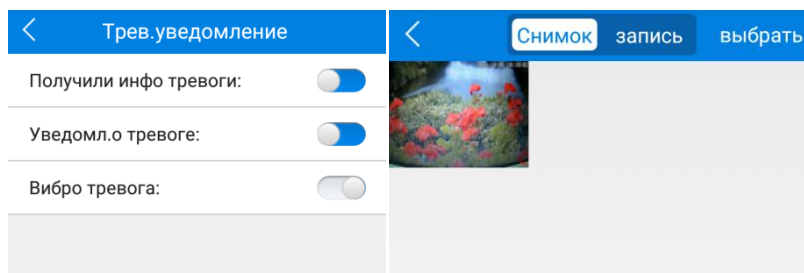 Трев.уведомление
Получили инфо тревоги:
Уведомл.о тревоге:
Вибро тревога:
Снимок запись выбрать